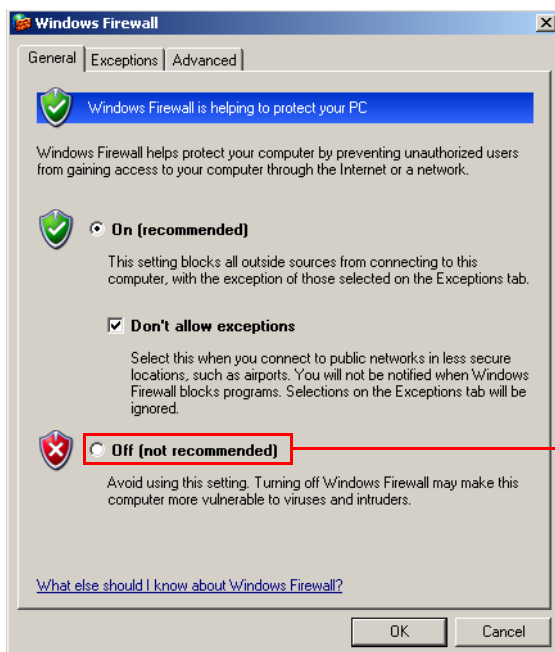 Windows Firewall
General
Exceptions
Advanced
Windows Firewall is helping to protect your PC
Windows Firewall helps protect your computer by preventing unauthorized users
from gaining access to your computer through the Internet or a network.
On (recommended)
This setting blocks all outside sources from connecting to this
computer, with the exception of those selected on the Exceptions tab.
Don't allow exceptions
Select this when you connect to public networks in less secure
locations, such as airports. You will not be notified when Windows
Firewall blocks programs. Selections on the Exceptions tab will be
ignored.
Off (not recommended)
Avoid using this setting. Turning off Windows Firewall may make this
computer more vulnerable to viruses and intruders.
What else should I know about Windows Firewall?
OK
Cancel